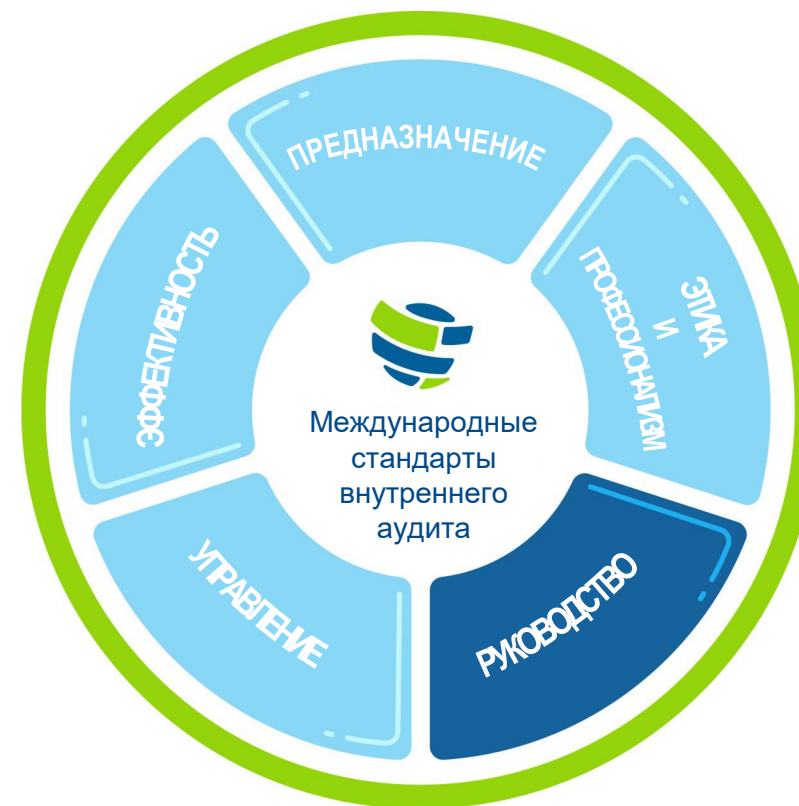 ПРЕДНАЗНАЧЕНИЕ
ЭТИКА
И
ПРОФЕССИОНАЛИЗМ
РУКОВОДСТВО
УПРАВЛЕНИЕ
ЭФФЕКТИВНОСТЬ
Международные
стандарты
внутреннего
аудита